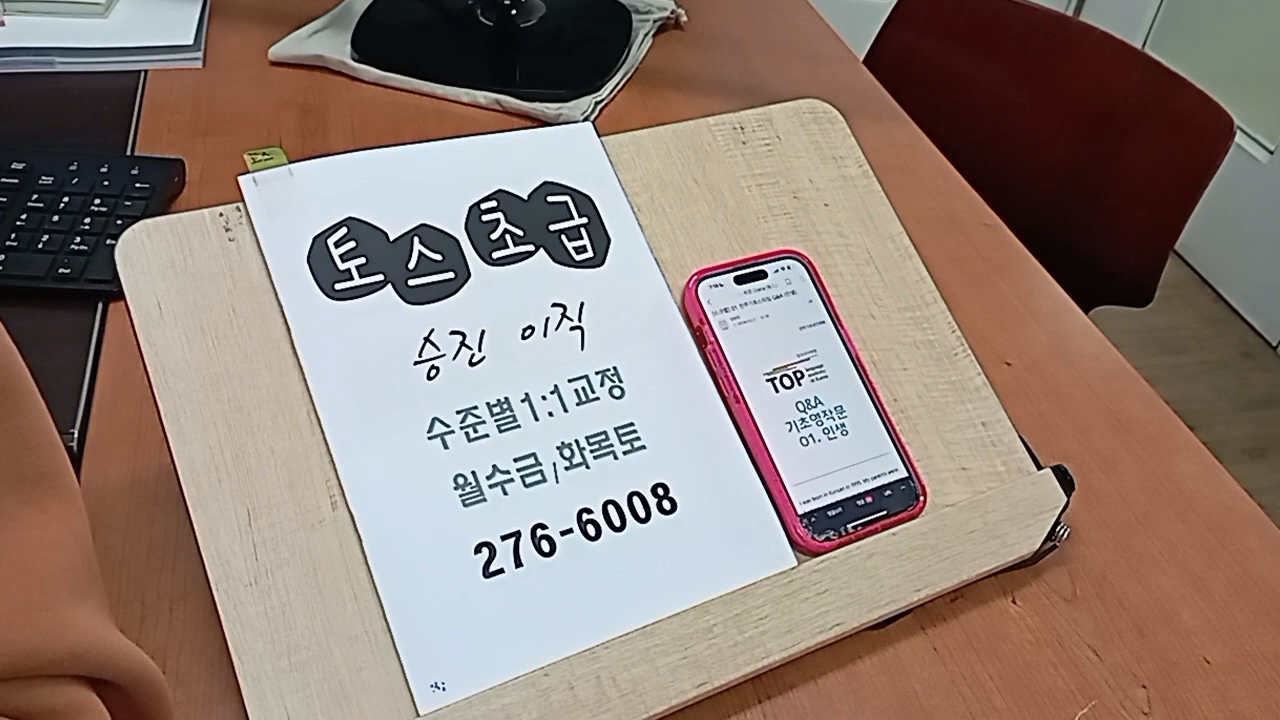 토스초급
승진 이직
수준별1:1교정
월수금/화목토
276-6008
TOP
Q&A
기초영작문
01. 인생